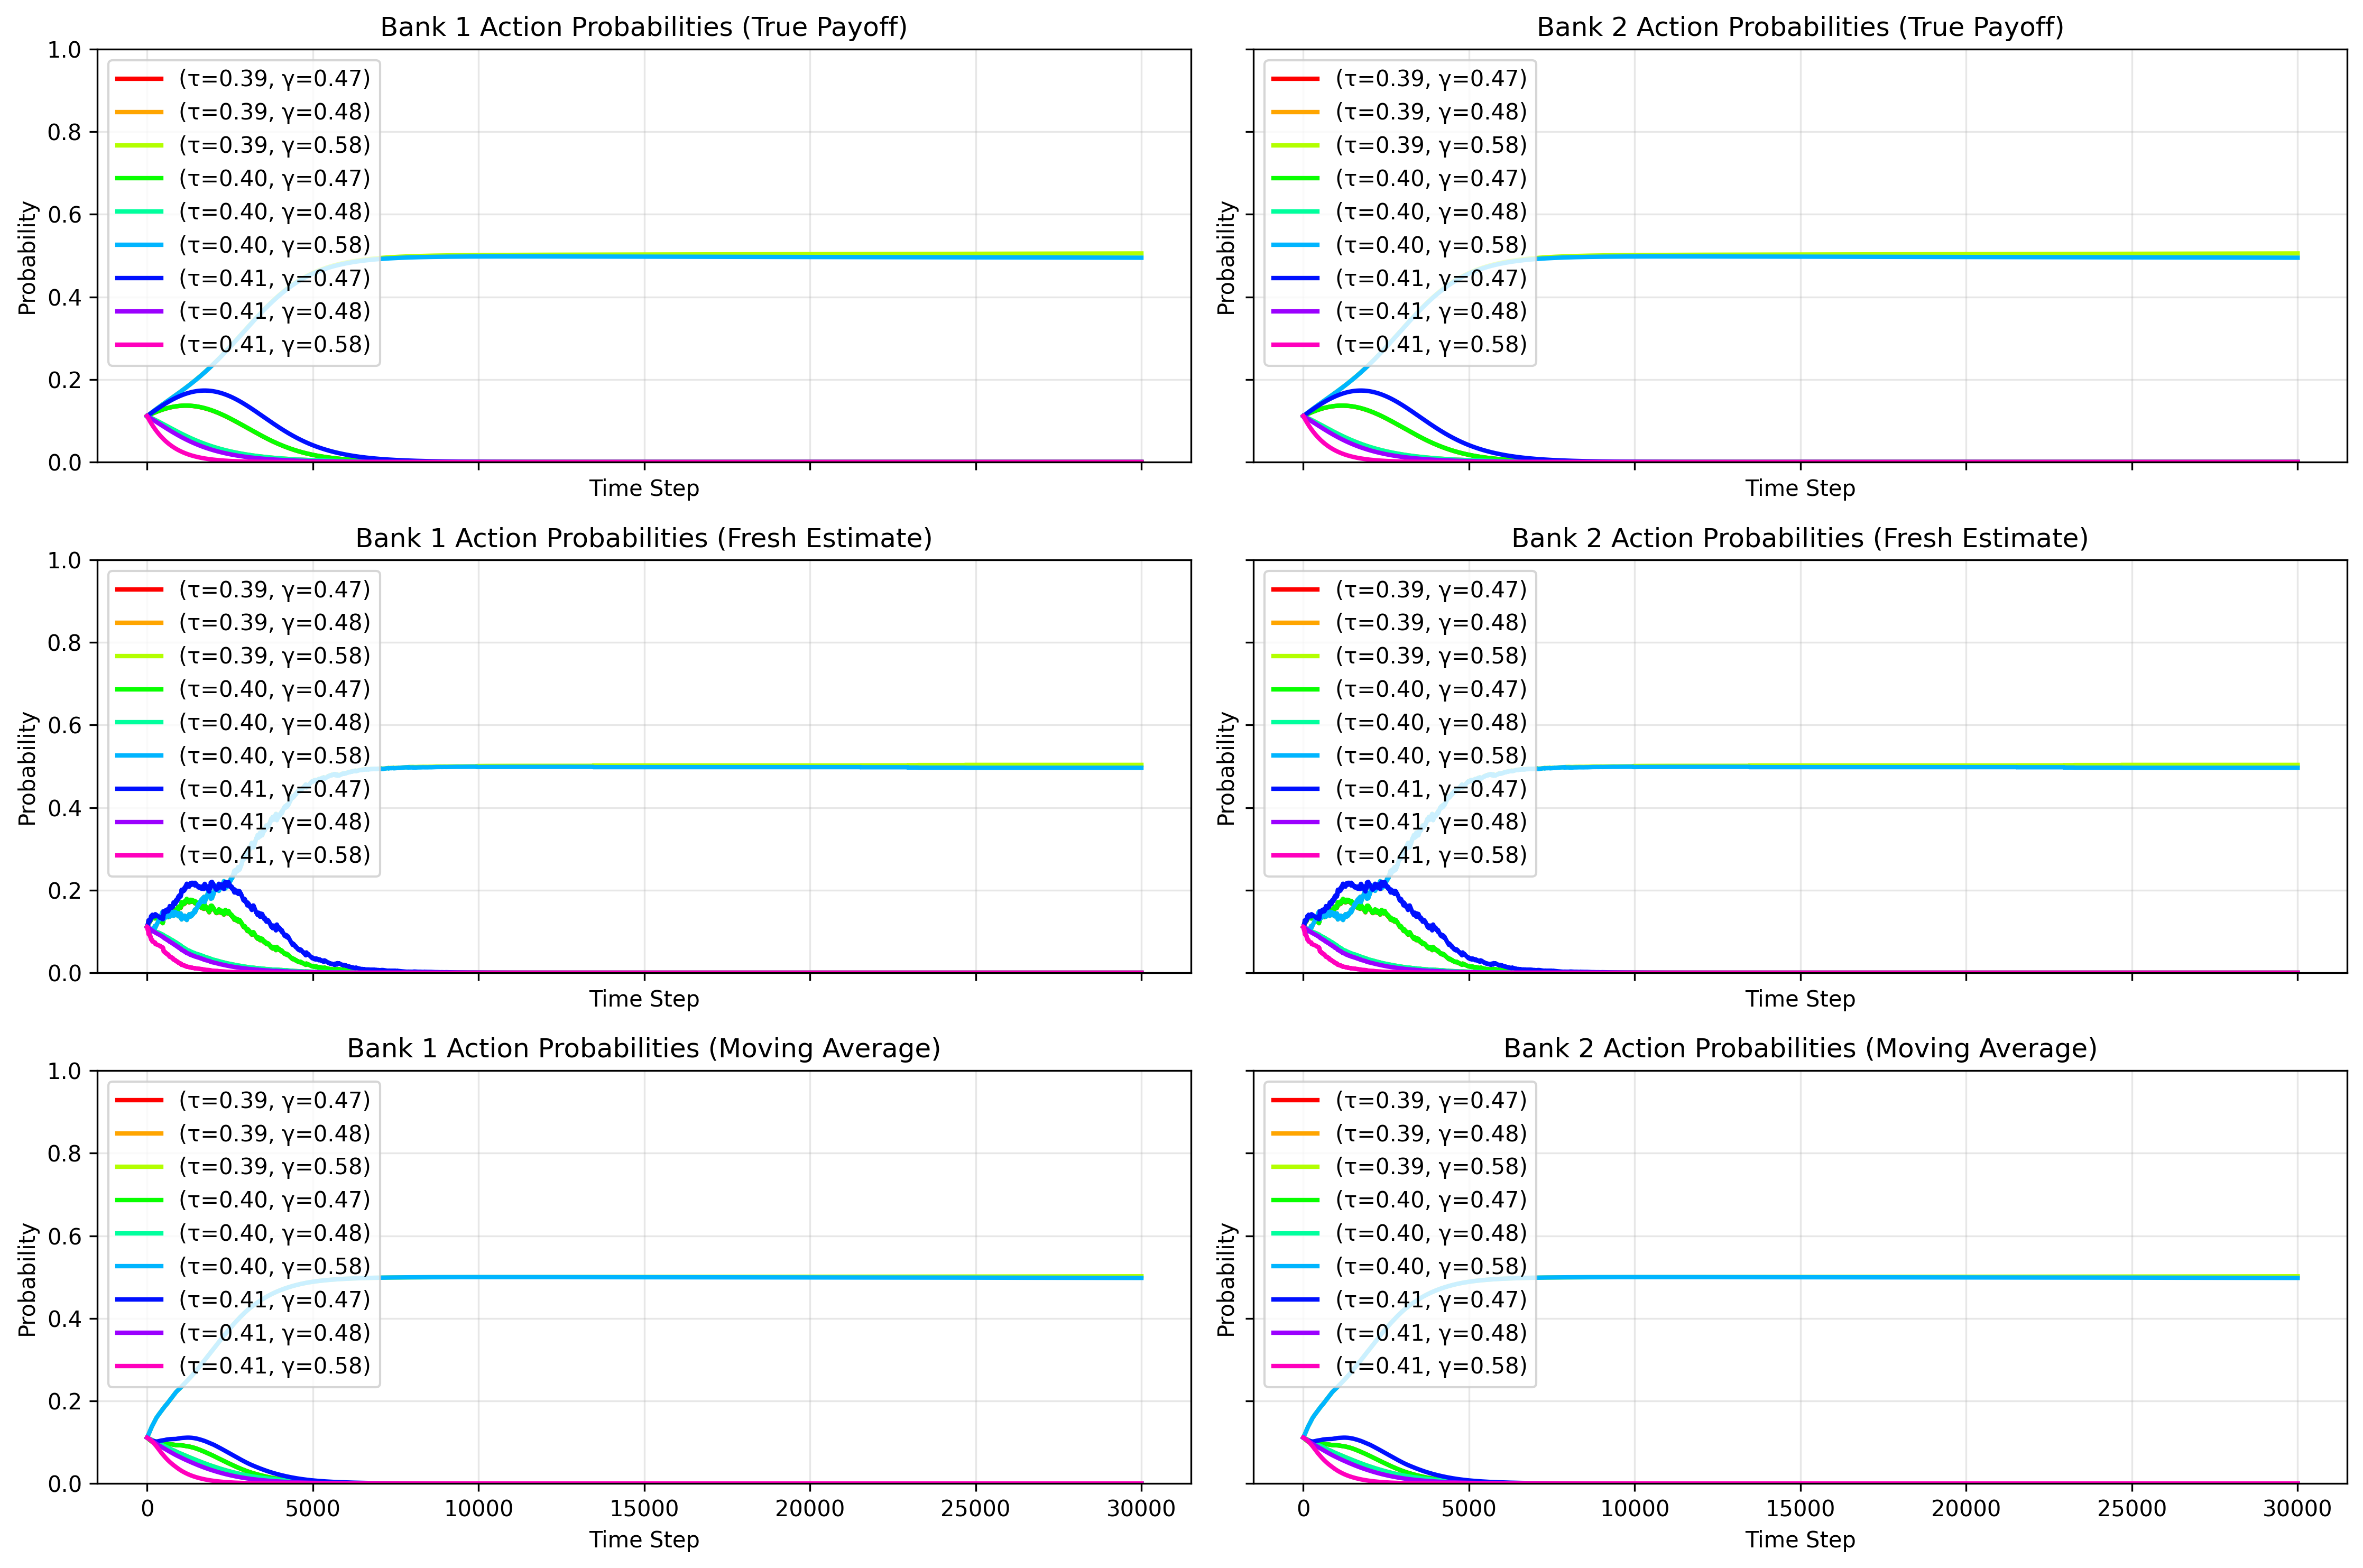 Bank 1 Action Probabilities (True Payoff)
1.0
0.8
0.6
0.4
0.2
0.0
Probability
(τ=0.39, γ=0.47)
(τ=0.39, γ=0.48)
(τ=0.39, γ=0.58)
(τ=0.40, γ=0.47)
(τ=0.40, γ=0.48)
(τ=0.40, γ=0.58)
(τ=0.41, γ=0.47)
(τ=0.41, γ=0.48)
(τ=0.41, γ=0.58)
Time Step
Bank 2 Action Probabilities (True Payoff)
Probability
(τ=0.39, γ=0.47)
(τ=0.39, γ=0.48)
(τ=0.39, γ=0.58)
(τ=0.40, γ=0.47)
(τ=0.40, γ=0.48)
(τ=0.40, γ=0.58)
(τ=0.41, γ=0.47)
(τ=0.41, γ=0.48)
(τ=0.41, γ=0.58)
Time Step
Bank 1 Action Probabilities (Fresh Estimate)
1.0
0.8
0.6
0.4
0.2
0.0
Probability
(τ=0.39, γ=0.47)
(τ=0.39, γ=0.48)
(τ=0.39, γ=0.58)
(τ=0.40, γ=0.47)
(τ=0.40, γ=0.48)
(τ=0.40, γ=0.58)
(τ=0.41, γ=0.47)
(τ=0.41, γ=0.48)
(τ=0.41, γ=0.58)
Time Step
Bank 2 Action Probabilities (Fresh Estimate)
Probability
(τ=0.39, γ=0.47)
(τ=0.39, γ=0.48)
(τ=0.39, γ=0.58)
(τ=0.40, γ=0.47)
(τ=0.40, γ=0.48)
(τ=0.40, γ=0.58)
(τ=0.41, γ=0.47)
(τ=0.41, γ=0.48)
(τ=0.41, γ=0.58)
Time Step
Bank 1 Action Probabilities (Moving Average)
1.0
0.8
0.6
0.4
0.2
0.0
Probability
(τ=0.39, γ=0.47)
(τ=0.39, γ=0.48)
(τ=0.39, γ=0.58)
(τ=0.40, γ=0.47)
(τ=0.40, γ=0.48)
(τ=0.40, γ=0.58)
(τ=0.41, γ=0.47)
(τ=0.41, γ=0.48)
(τ=0.41, γ=0.58)
0 5000 10000 15000 20000 25000 30000
Time Step
Bank 2 Action Probabilities (Moving Average)
Probability
(τ=0.39, γ=0.47)
(τ=0.39, γ=0.48)
(τ=0.39, γ=0.58)
(τ=0.40, γ=0.47)
(τ=0.40, γ=0.48)
(τ=0.40, γ=0.58)
(τ=0.41, γ=0.47)
(τ=0.41, γ=0.48)
(τ=0.41, γ=0.58)
0 5000 10000 15000 20000 25000 30000
Time Step